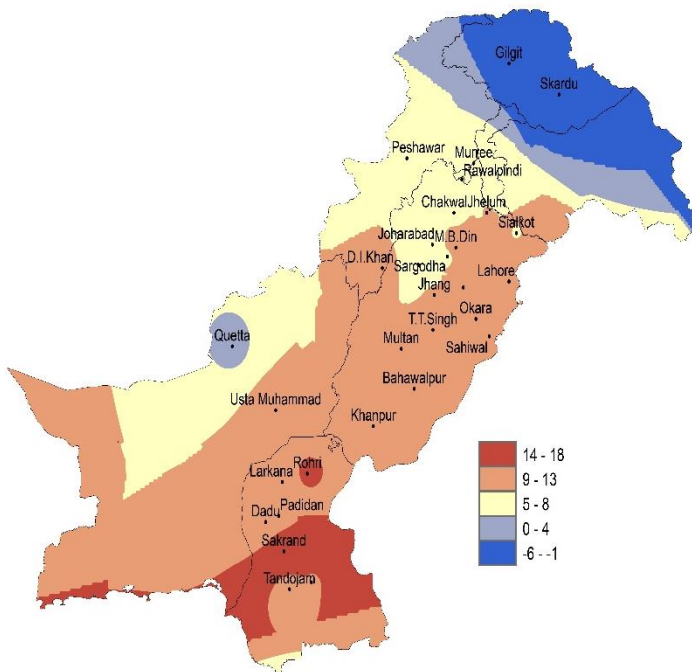 Gilgit
Skardu
Peshawar
Murree
Rawalpindi
Chakwal
Jhelum
Sialkot
Joharabad
M.B.Din
D.I.Khan
Sargodha
Lahore
Jhang
Okara
T.T.Singh
Quetta
Multan
Sahiwal
Bahawalpur
Usta Muhammad
Khanpur
14 - 18
Rohri
9 - 13
Larkana
5 - 8
Padidan
0 - 4
Dadu
-6 - -1
Sakrand
Tandojam